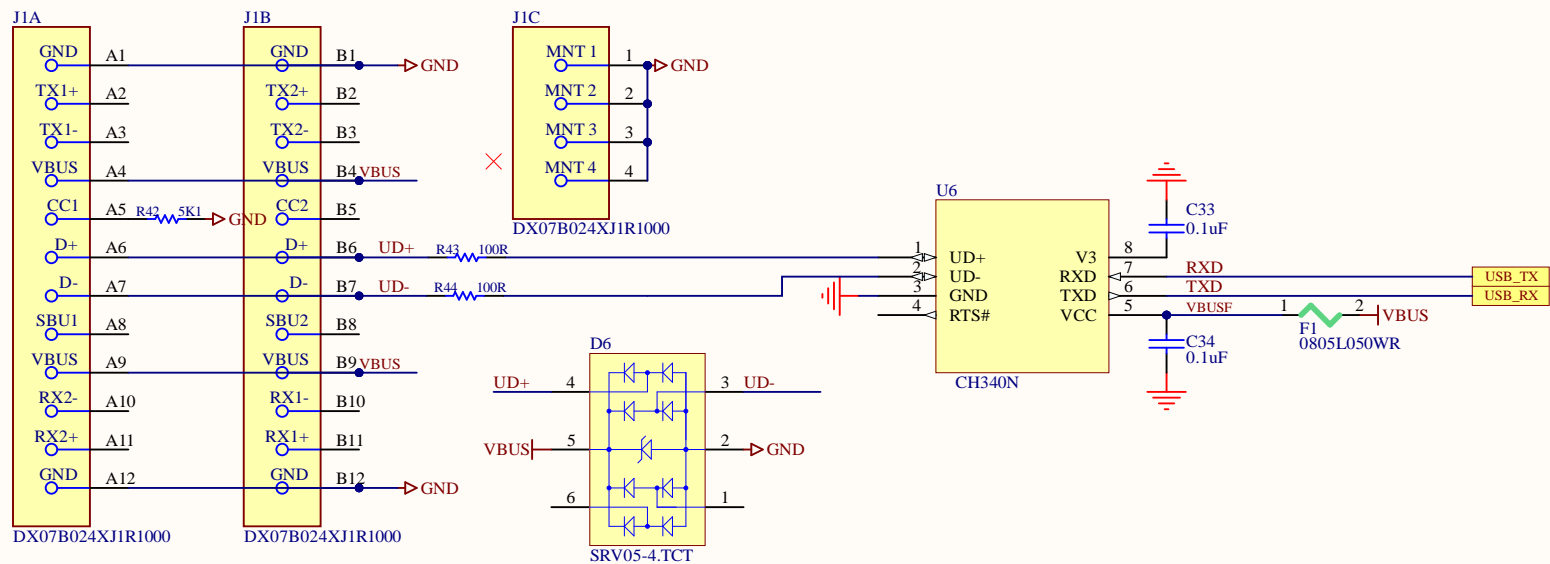 J1A
GND A1
TX1+ A2
TX1- A3
VBUS A4
CC1 A5
D+ A6
D- A7
SBU1 A8
VBUS A9
RX2- A10
RX2+ A11
GND A12
DX07B024XJ1R1000
R42 5K1 GND
J1B
GND B1 GND
TX2+ B2
TX2- B3
VBUS B4 VBUS
CC2 B5
D+ B6 UD+ R43 100R
D- B7 UD- R44 100R
SBU2 B8
VBUS B9 VBUS
RX1- B10
RX1+ B11
GND B12 GND
DX07B024XJ1R1000
J1C
MNT 1 1 GND
MNT 2 2
MNT 3 3
MNT 4 4
DX07B024XJ1R1000
D6
UD+ 4 3 UD-
VBUS 5 2 GND
6 1
SRV05-4.TCT
U6
1 UD+ V3 8
2 UD- RXD 7 RXD USB_TX
3 GND TXD 6 TXD USB_RX
4 RTS# VCC 5 VBUSF 1 2 VBUS
CH340N
C33
0.1uF
C34
0.1uF
F1
0805L050WR